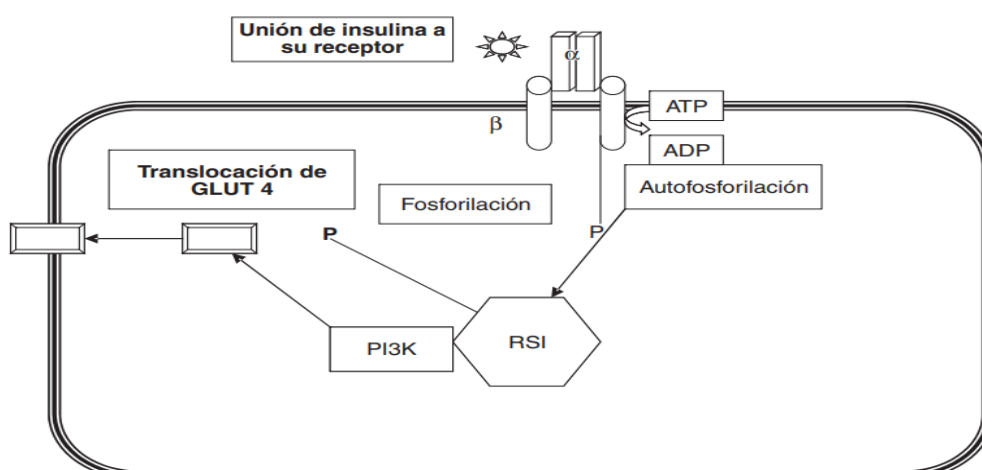 Unión de insulina a
su receptor
α
β
ATP
ADP
Autofosforilación
Translocación de
GLUT 4
Fosforilación
P
P
PI3K
RSI